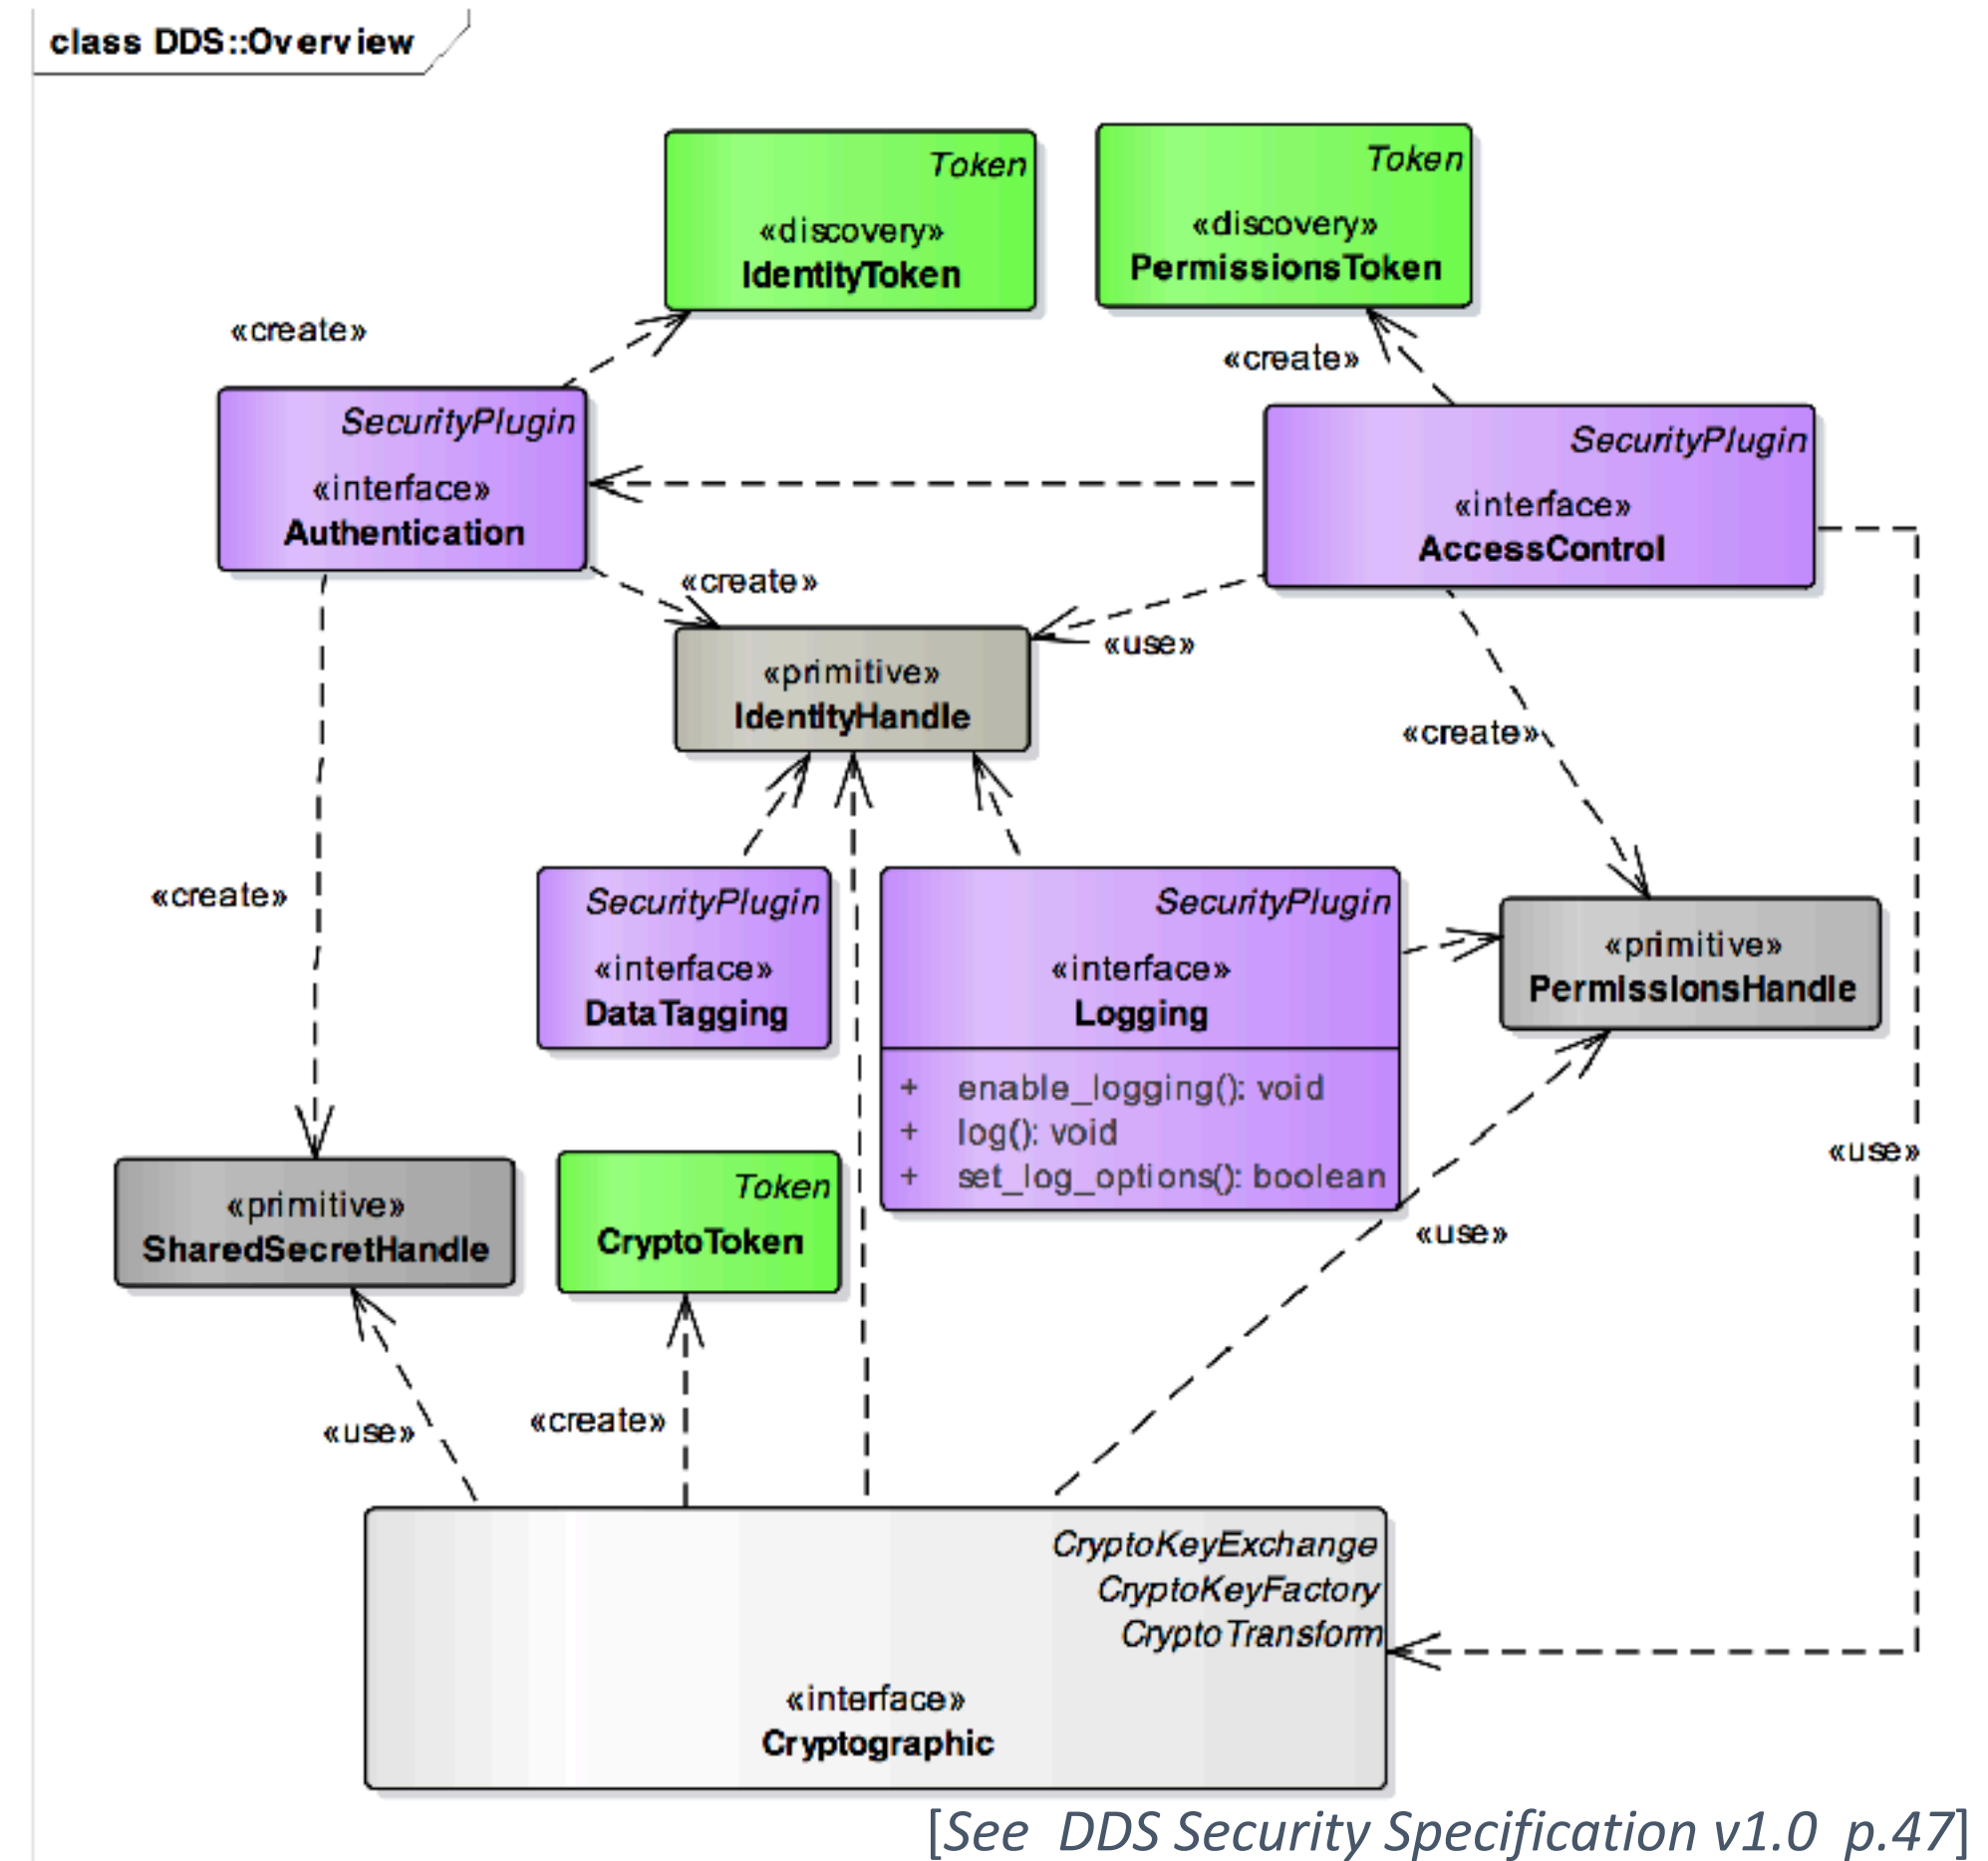 class DDS::Overview
Token
«discovery»
IdentityToken
Token
«discovery»
PermissionsToken
«create»
«create»
SecurityPlugin
«interface»
Authentication
SecurityPlugin
«interface»
AccessControl
«create»
«use»
«primitive»
IdentityHandle
«create»
«create»
SecurityPlugin
«interface»
DataTagging
SecurityPlugin
«interface»
Logging
+ enable_logging(): void
+ log(): void
+ set_log_options(): boolean
«primitive»
PermissionsHandle
«use»
«primitive»
SharedSecretHandle
Token
CryptoToken
«use»
«use»
«create»
CryptoKeyExchange
CryptoKeyFactory
CryptoTransform
«interface»
Cryptographic
[See DDS Security Specification v1.0 p.47]